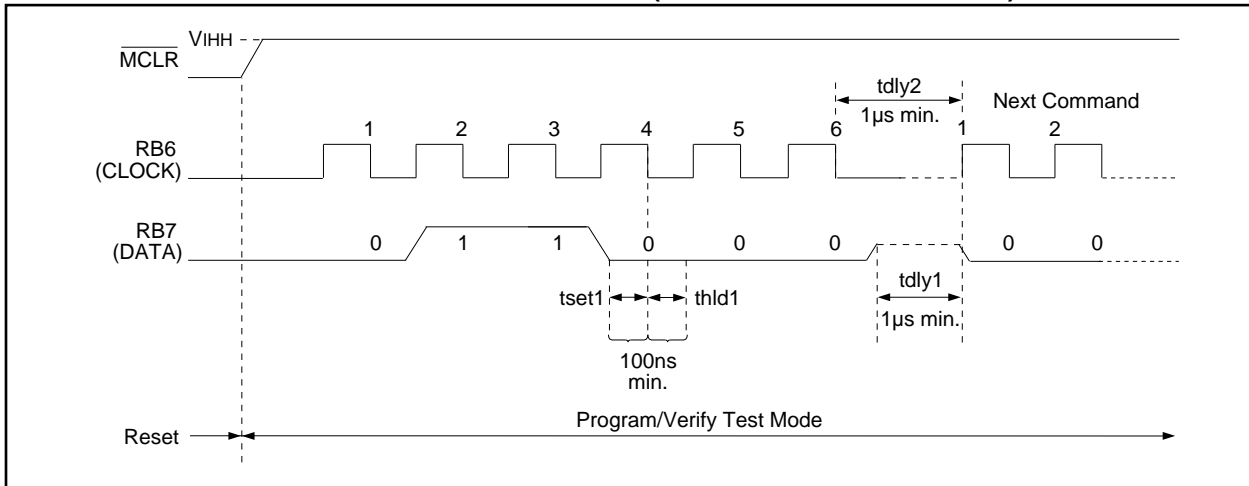 VIHH
MCLR
tdly2
1µs min.
Next Command
1 2 3 4 5 6 1 2
RB6
(CLOCK)
RB7
(DATA)
0 1 1 0 0 0 0 0
tset1
thld1
tdly1
1µs min.
100ns
min.
Program/Verify Test Mode
Reset